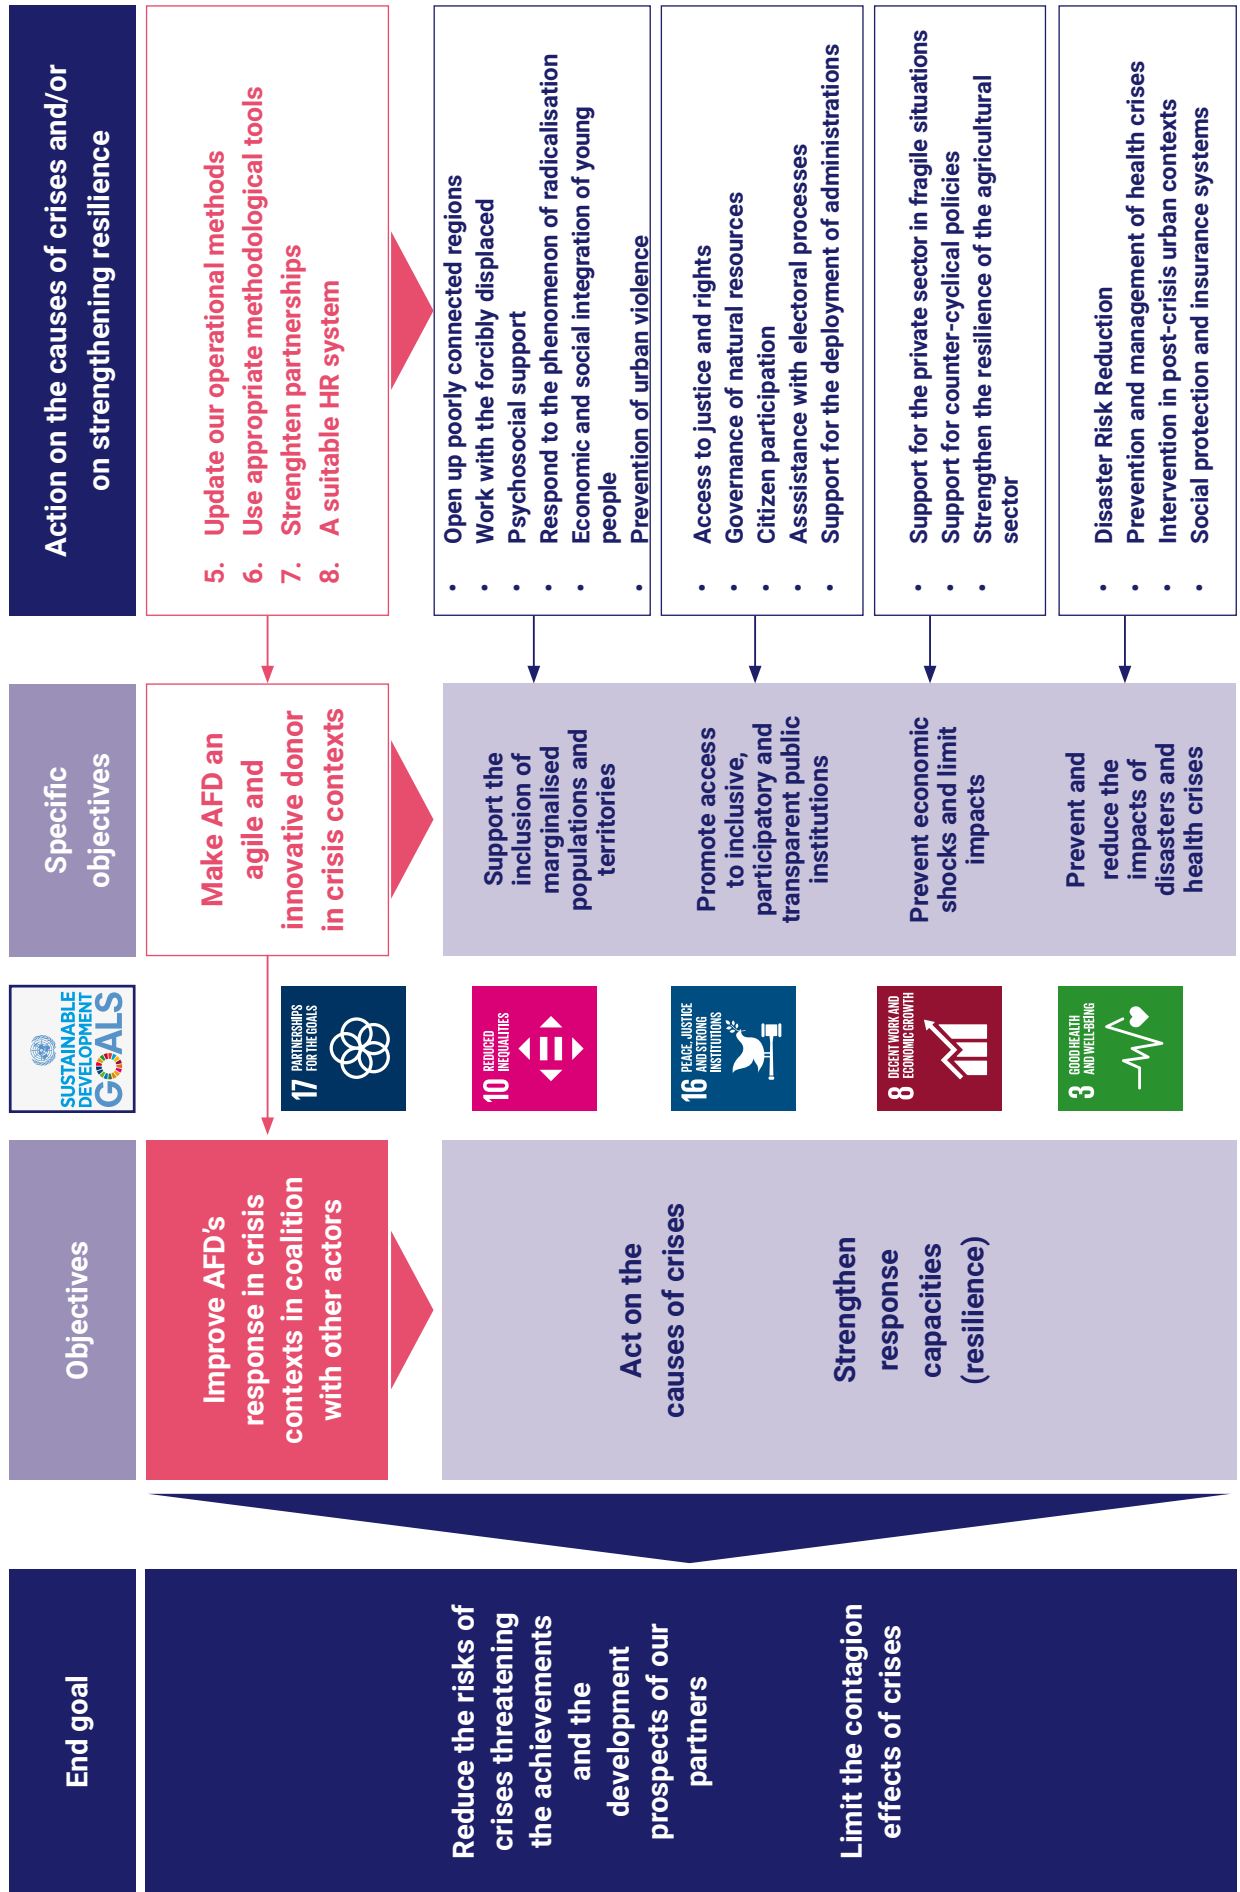 End goal
Objectives
SUSTAINABLE
DEVELOPMENT
GOALS
Specific
objectives
Action on the causes of crises and/or
on strengthening resilience
Reduce the risks of
crises threatening
the achievements
and the
development
prospects of our
partners
Limit the contagion
effects of crises
Improve AFD's
response in crisis
contexts in coalition
with other actors
17 PARTNERSHIPS
FOR THE GOALS
Make AFD an
agile and
innovative donor
in crisis contexts
5. Update our operational methods
6. Use appropriate methodological tools
7. Strenghten partnerships
8. A suitable HR system
Act on the
causes of crises
Strengthen
response
capacities
(resilience)
10 REDUCED
INEQUALITIES
Support the
inclusion of
marginalised
populations and
territories
• Open up poorly connected regions
• Work with the forcibly displaced
• Psychosocial support
• Respond to the phenomenon of radicalisation
• Economic and social integration of young
people
• Prevention of urban violence
16 PEACE, JUSTICE
AND STRONG
INSTITUTIONS
Promote access
to inclusive,
participatory and
transparent public
institutions
• Access to justice and rights
• Governance of natural resources
• Citizen participation
• Asssistance with electoral processes
• Support for the deployment of administrations
8 DECENT WORK AND
ECONOMIC GROWTH
Prevent economic
shocks and limit
impacts
• Support for the private sector in fragile situations
• Support for counter-cyclical policies
• Strengthen the resilience of the agricultural
sector
3 GOOD HEALTH
AND WELL-BEING
Prevent and
reduce the
impacts of
disasters and
health crises
• Disaster Risk Reduction
• Prevention and management of health crises
• Intervention in post-crisis urban contexts
• Social protection and insurance systems